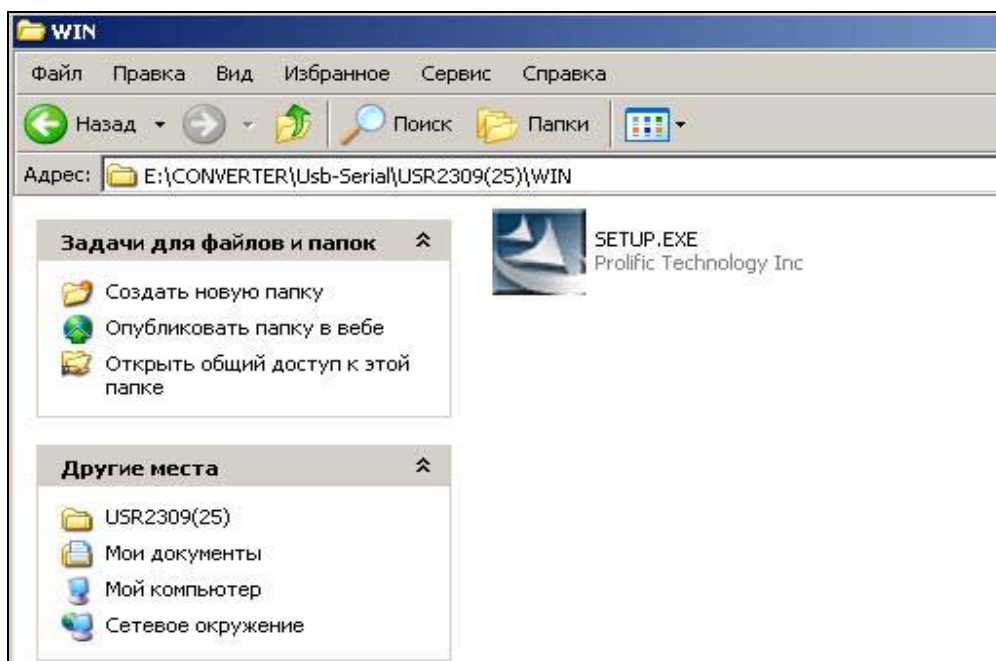 WIN
Файл Правка Вид Избранное Сервис Справка
Назад Поиск Папки
Адрес: E:\CONVERTER\Usb-Serial\USR2309(25)\WIN
Задачи для файлов и папок
Создать новую папку
Опубликовать папку в вебе
Открыть общий доступ к этой
папке
Другие места
USR2309(25)
Мои документы
Мой компьютер
Сетевое окружение
SETUP.EXE
Prolific Technology Inc